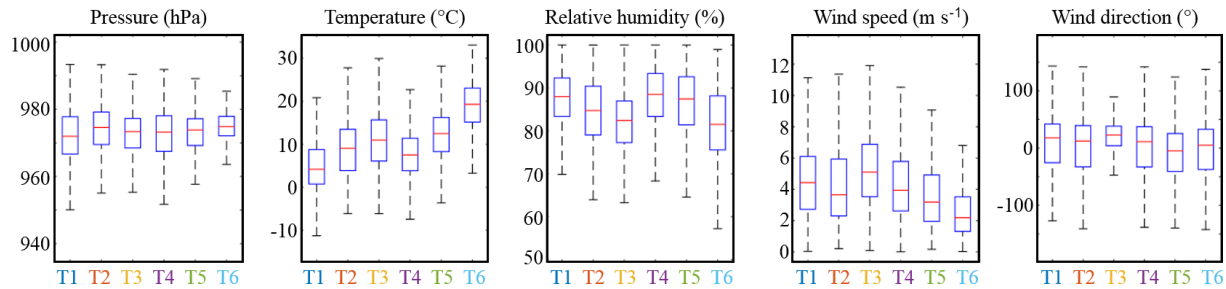 Pressure (hPa)
1000
980
960
940
T1 T2 T3 T4 T5 T6
Temperature (°C)
30
20
10
0
-10
T1 T2 T3 T4 T5 T6
Relative humidity (%)
100
90
80
70
60
50
T1 T2 T3 T4 T5 T6
Wind speed (m s⁻¹)
12
10
8
6
4
2
0
T1 T2 T3 T4 T5 T6
Wind direction (°)
100
0
-100
T1 T2 T3 T4 T5 T6